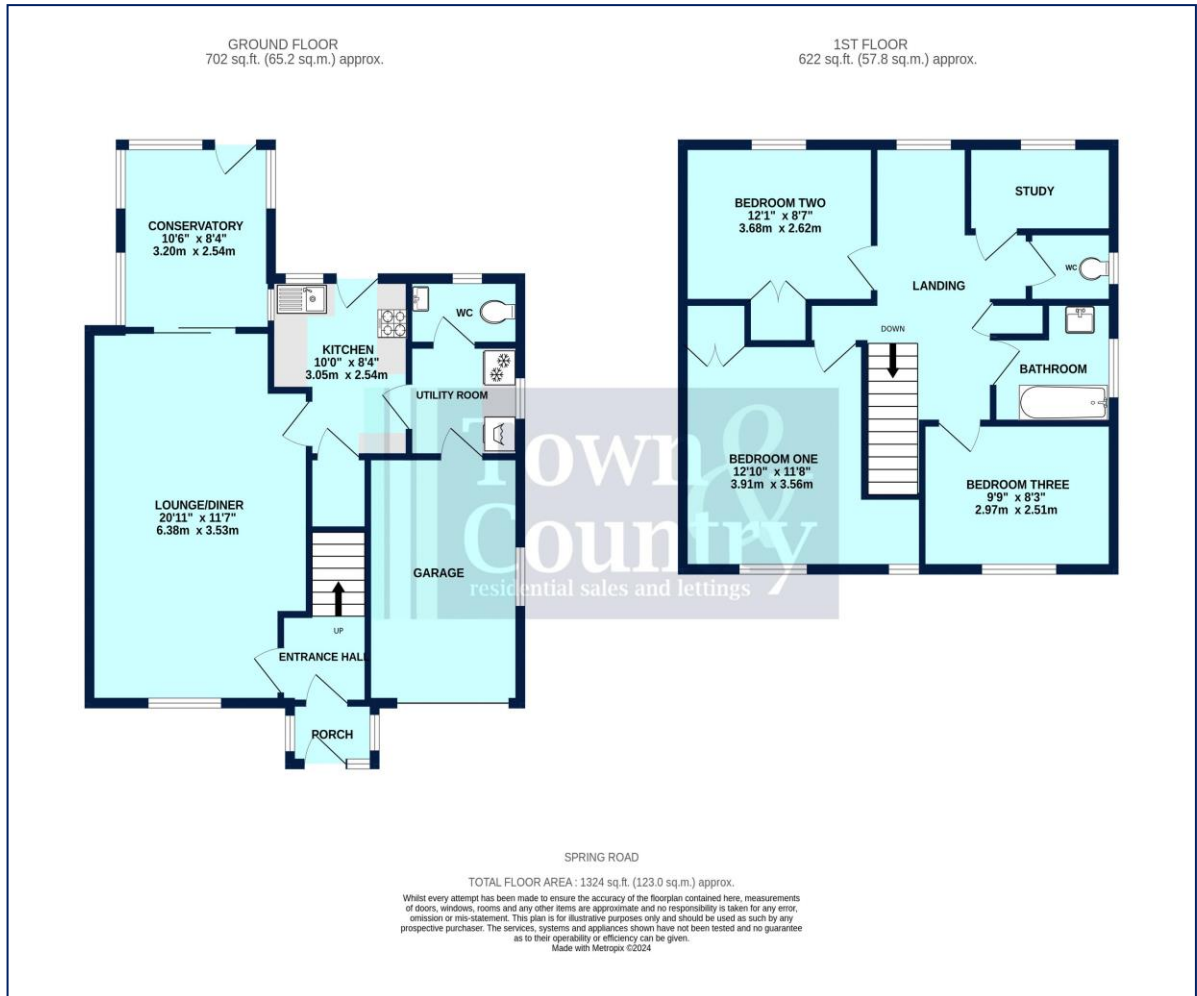 GROUND FLOOR
702 sq.ft. (65.2 sq.m.) approx.
CONSERVATORY
10'6" x 8'4"
3.20m x 2.54m
WC
KITCHEN
10'0" x 8'4"
3.05m x 2.54m
UTILITY ROOM
LOUNGE/DINER
20'11" x 11'7"
6.38m x 3.53m
GARAGE
UP
ENTRANCE HALL
PORCH
1ST FLOOR
622 sq.ft. (57.8 sq.m.) approx.
BEDROOM TWO
12'1" x 8'7"
3.68m x 2.62m
STUDY
WC
LANDING
DOWN
BATHROOM
BEDROOM ONE
12'10" x 11'8"
3.91m x 3.56m
BEDROOM THREE
9'9" x 8'3"
2.97m x 2.51m
Town &
Country
residential sales and lettings
SPRING ROAD
TOTAL FLOOR AREA : 1324 sq.ft. (123.0 sq.m.) approx.
Whilst every attempt has been made to ensure the accuracy of the floorplan contained here, measurements
of doors, windows, rooms and any other items are approximate and no responsibility is taken for any error,
omission or mis-statement. This plan is for illustrative purposes only and should be used as such by any
prospective purchaser. The services, systems and appliances shown have not been tested and no guarantee
as to their operability or efficiency can be given.
Made with Metropix ©2024